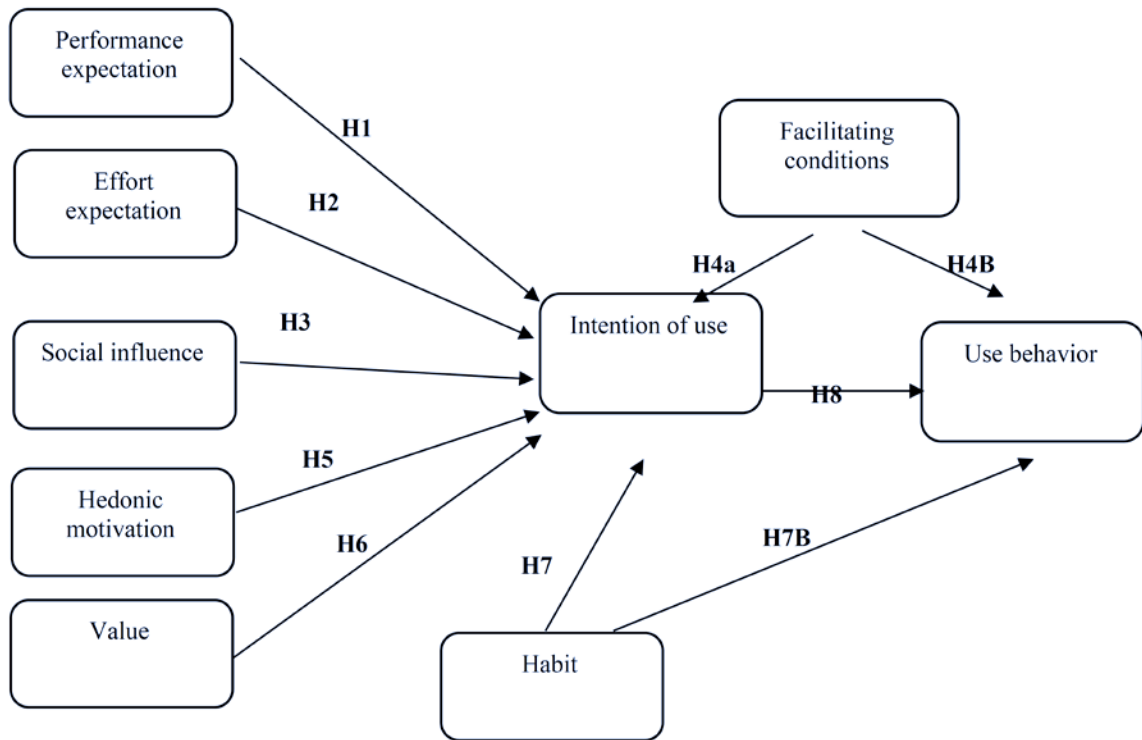 Performance
expectation
H1
Effort
expectation
H2
Social influence
H3
Hedonic
motivation
H5
Value
H6
Facilitating
conditions
H4a
H4B
Intention of use
H8
Use behavior
H7
H7B
Habit